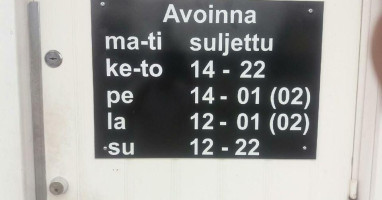 Avoinna
ma-ti suljettu
ke-to 14 - 22
pe 14 - 01 (02)
la 12 - 01 (02)
su 12 - 22